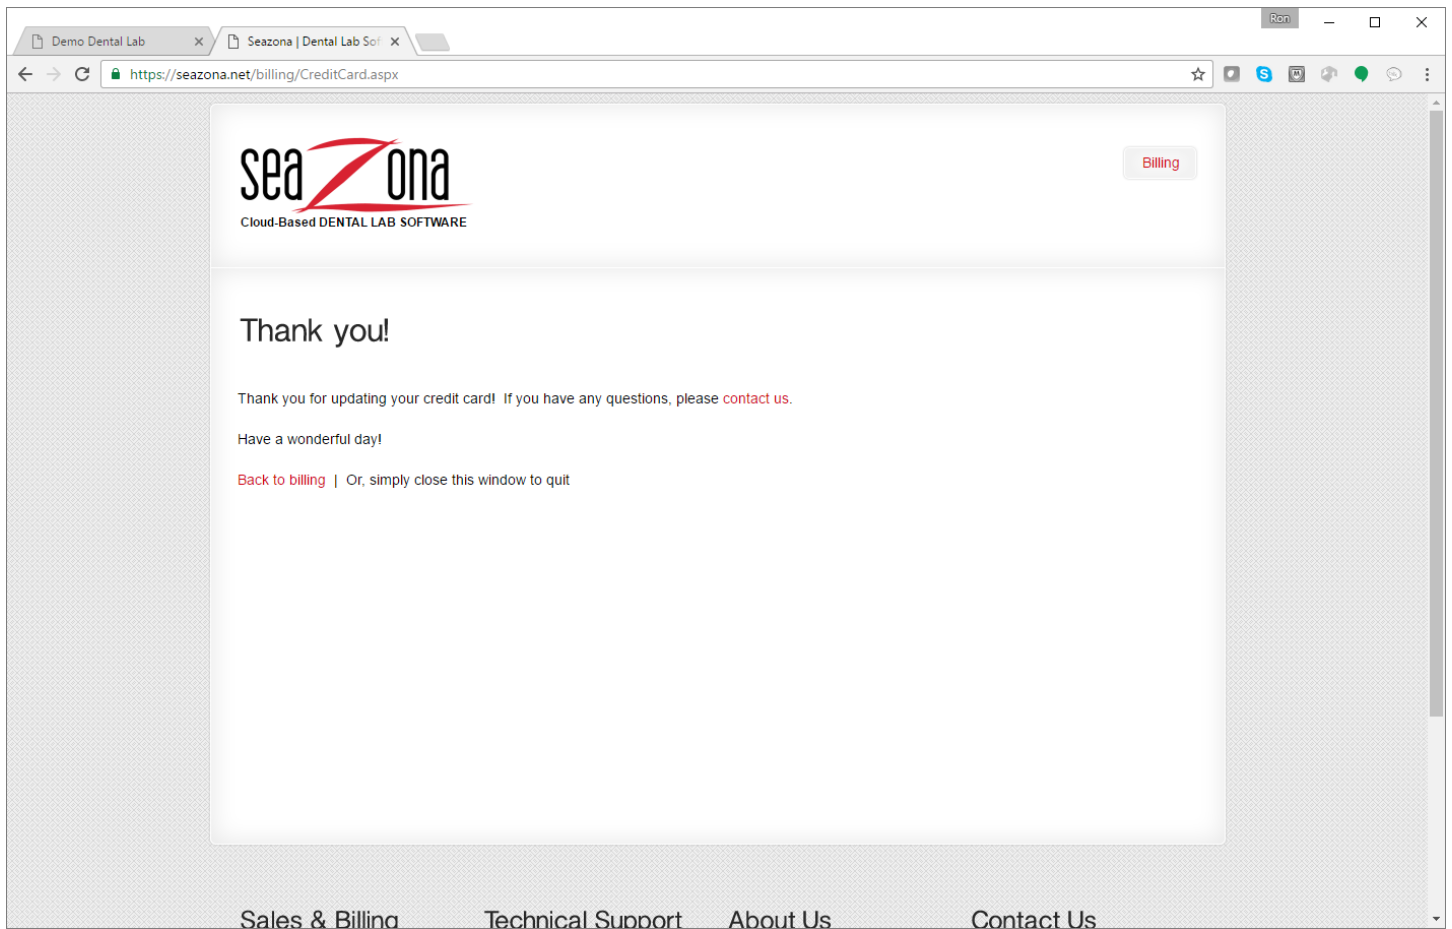 Ron
Demo Dental Lab
Seazona | Dental Lab Sof
https://seazona.net/billing/CreditCard.aspx
seaZona
Cloud-Based DENTAL LAB SOFTWARE
Billing
Thank you!
Thank you for updating your credit card!  If you have any questions, please contact us.
Have a wonderful day!
Back to billing  |  Or, simply close this window to quit
Sales & Billing
Technical Support
About Us
Contact Us